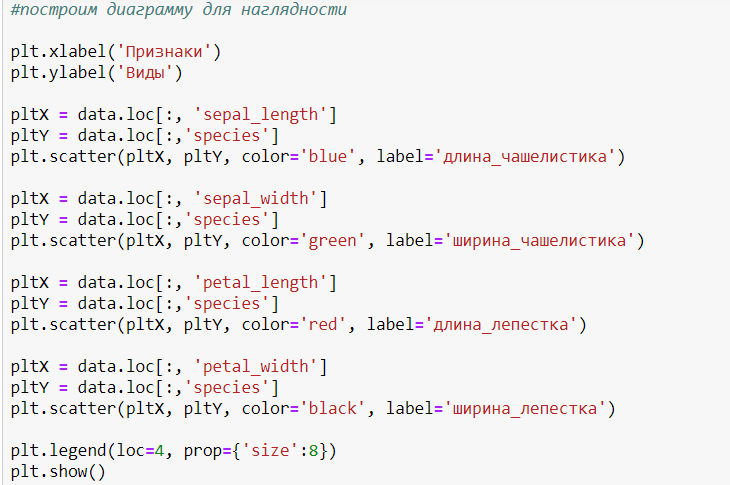 #построим диаграмму для наглядности
plt.xlabel('Признаки')
plt.ylabel('Виды')
pltX = data.loc[:, 'sepal_length']
pltY = data.loc[:,'species']
plt.scatter(pltX, pltY, color='blue', label='длина_чашелистика')
pltX = data.loc[:, 'sepal_width']
pltY = data.loc[:,'species']
plt.scatter(pltX, pltY, color='green', label='ширина_чашелистика')
pltX = data.loc[:, 'petal_length']
pltY = data.loc[:,'species']
plt.scatter(pltX, pltY, color='red', label='длина_лепестка')
pltX = data.loc[:, 'petal_width']
pltY = data.loc[:,'species']
plt.scatter(pltX, pltY, color='black', label='ширина_лепестка')
plt.legend(loc=4, prop={'size':8})
plt.show()